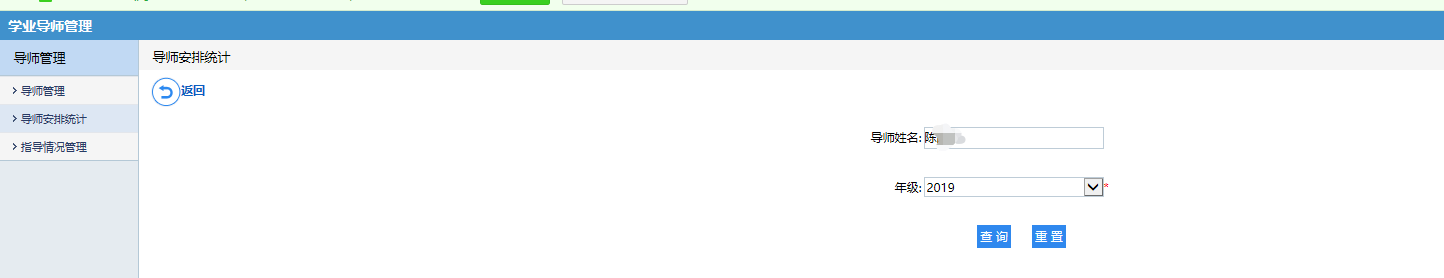 学业导师管理
导师管理
导师安排统计
导师管理
返回
导师安排统计
指导情况管理
导师姓名: 陈
年级: 2019 *
查 询 重 置